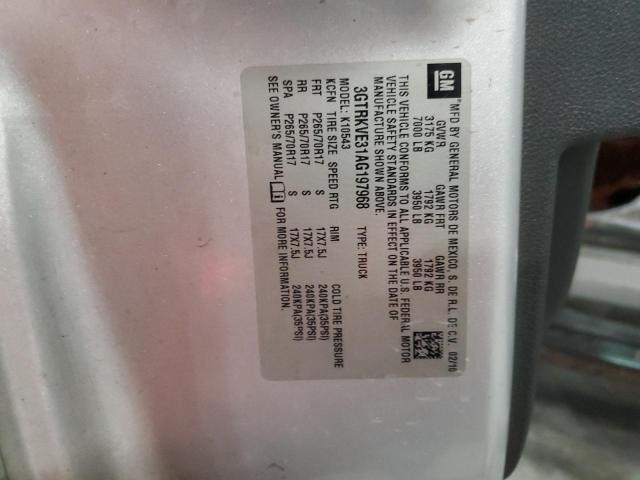 GM
MFD BY GENERAL MOTORS DE MEXICO, S. DE R.L. DE C.V. 02/10
GVWR GAWR FRT GAWR RR
3175 KG 1792 KG 1792 KG
7000 LB 3950 LB 3950 LB
THIS VEHICLE CONFORMS TO ALL APPLICABLE U.S. FEDERAL MOTOR
VEHICLE SAFETY STANDARDS IN EFFECT ON THE DATE OF
MANUFACTURE SHOWN ABOVE.
3GTRKVE31AG197968 TYPE: TRUCK
MODEL: K10543
KCFN TIRE SIZE SPEED RTG RIM COLD TIRE PRESSURE
FRT P265/70R17 S 17X7.5J 240KPA(35PSI)
RR P265/70R17 S 17X7.5J 240KPA(35PSI)
SPA P265/70R17 S 17X7.5J 240KPA(35PSI)
SEE OWNER'S MANUAL FOR MORE INFORMATION.